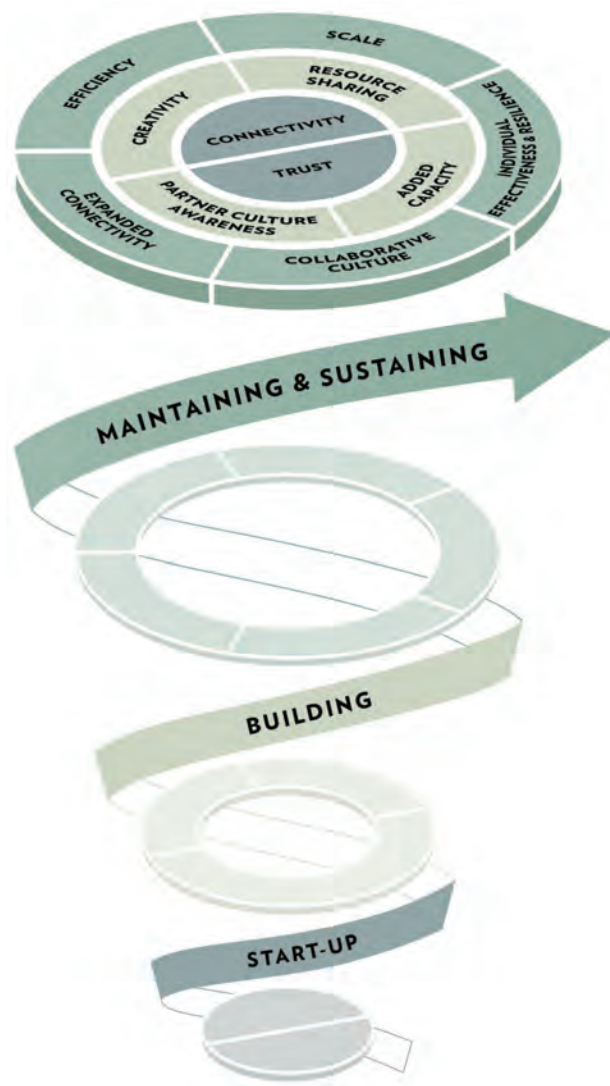 SCALE
EFFICIENCY
RESOURCE
SHARING
CREATIVITY
INDIVIDUAL
EFFECTIVENESS & RESILIENCE
CONNECTIVITY
TRUST
ADDED
CAPACITY
PARTNER CULTURE
AWARENESS
EXPANDED
CONNECTIVITY
COLLABORATIVE
CULTURE
MAINTAINING & SUSTAINING
BUILDING
START-UP